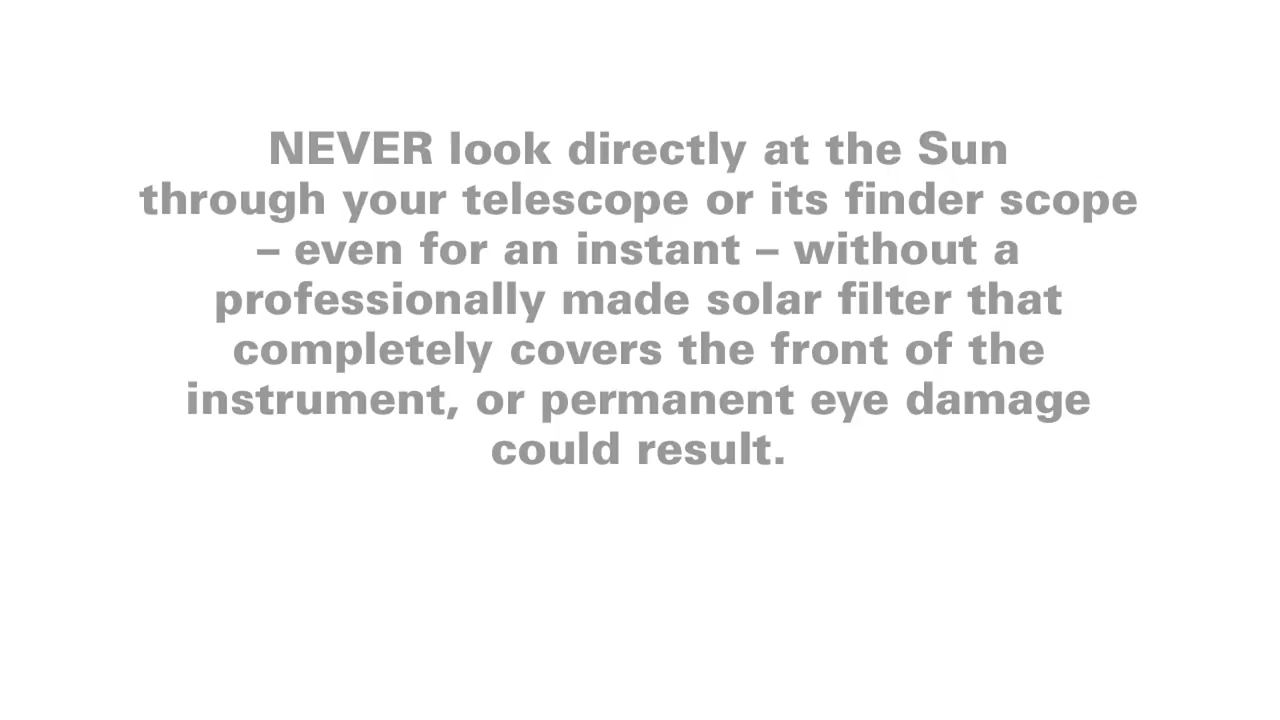 NEVER look directly at the Sun
through your telescope or its finder scope
– even for an instant – without a
professionally made solar filter that
completely covers the front of the
instrument, or permanent eye damage
could result.